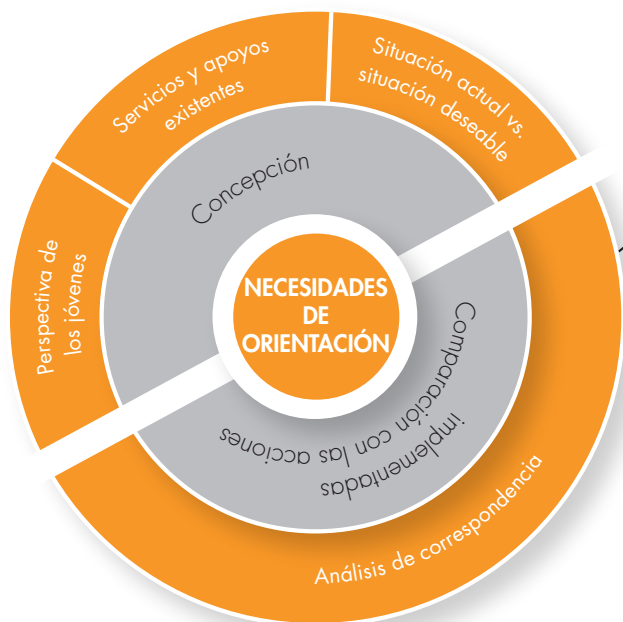 Servicios y apoyos
existentes
Situación actual vs.
situación deseable
Perspectiva de
los jóvenes
Concepción
NECESIDADES
DE
ORIENTACIÓN
Comparación con las acciones
implementadas
Análisis de correspondencia